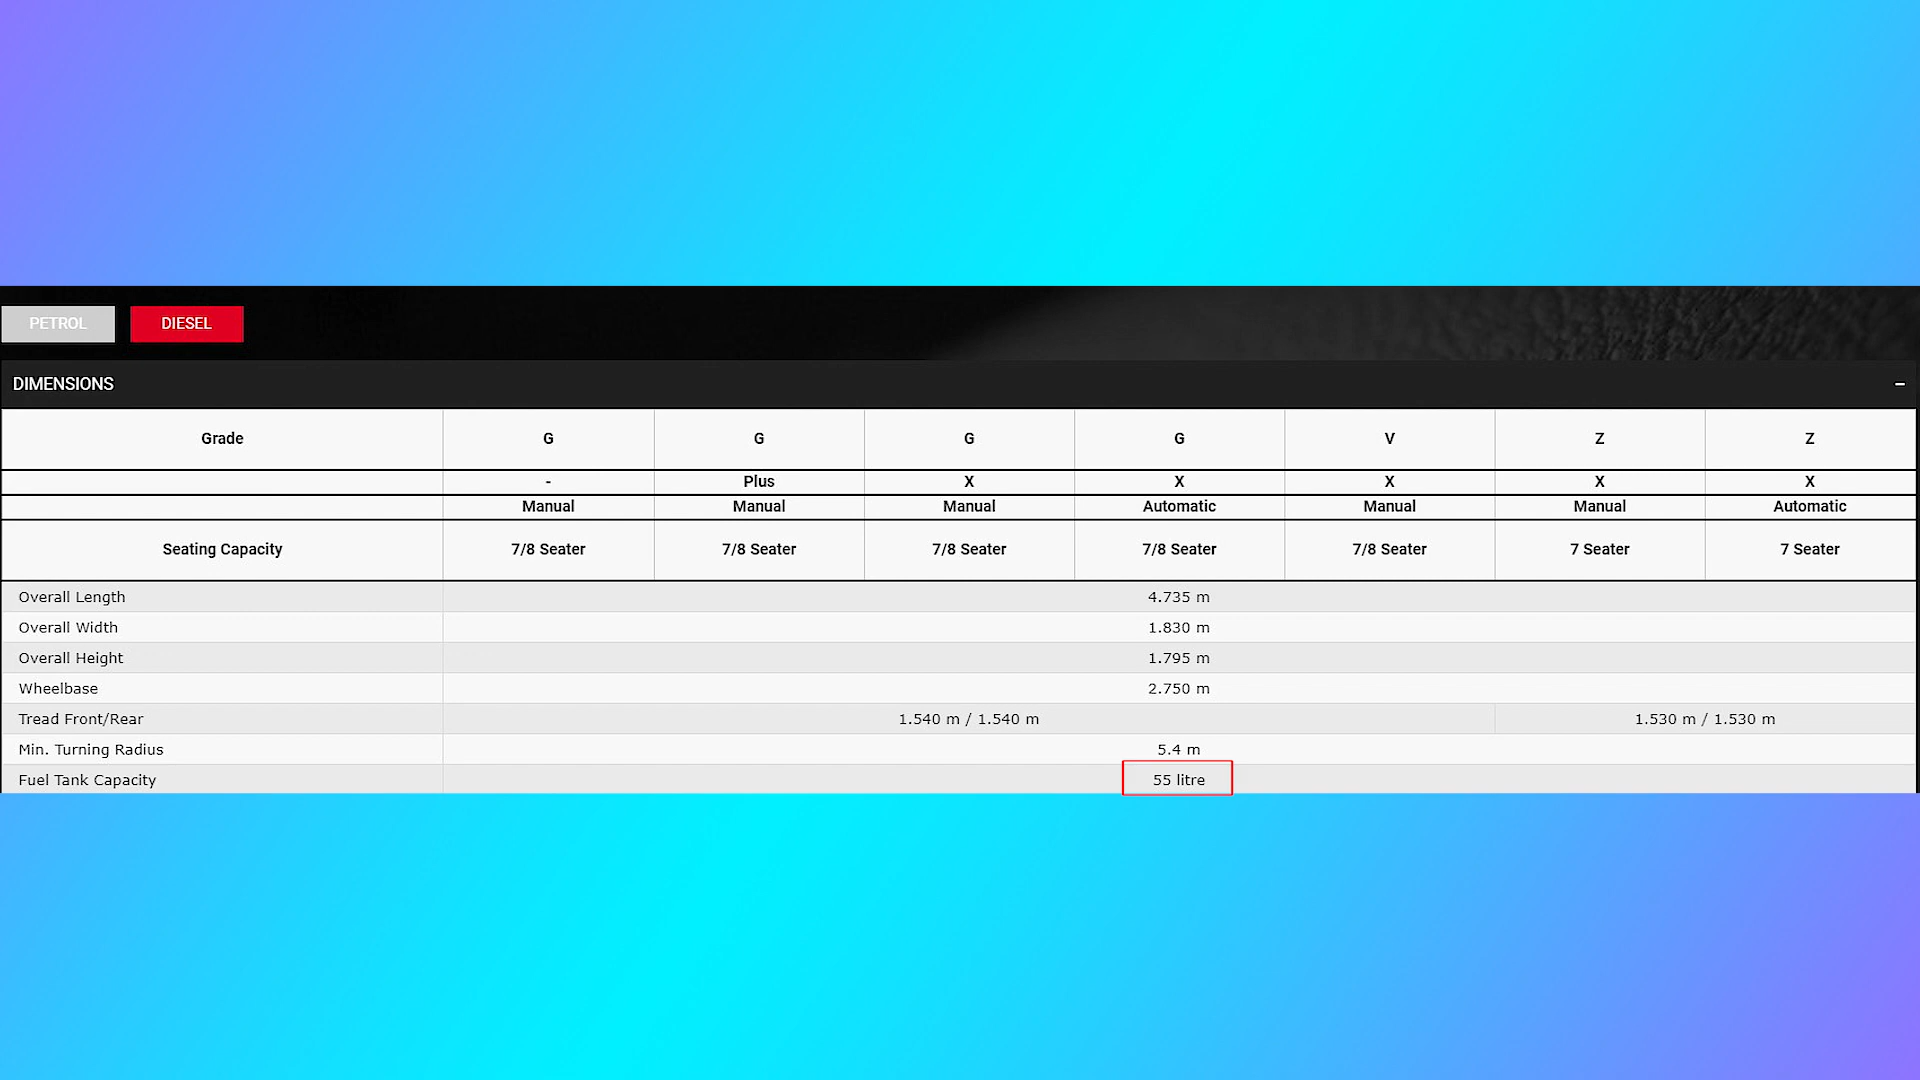 PETROL DIESEL
DIMENSIONS –
Grade G G G G V Z Z
- Plus X X X X X
Manual Manual Manual Automatic Manual Manual Automatic
Seating Capacity 7/8 Seater 7/8 Seater 7/8 Seater 7/8 Seater 7/8 Seater 7 Seater 7 Seater
Overall Length 4.735 m
Overall Width 1.830 m
Overall Height 1.795 m
Wheelbase 2.750 m
Tread Front/Rear 1.540 m / 1.540 m 1.530 m / 1.530 m
Min. Turning Radius 5.4 m
Fuel Tank Capacity 55 litre